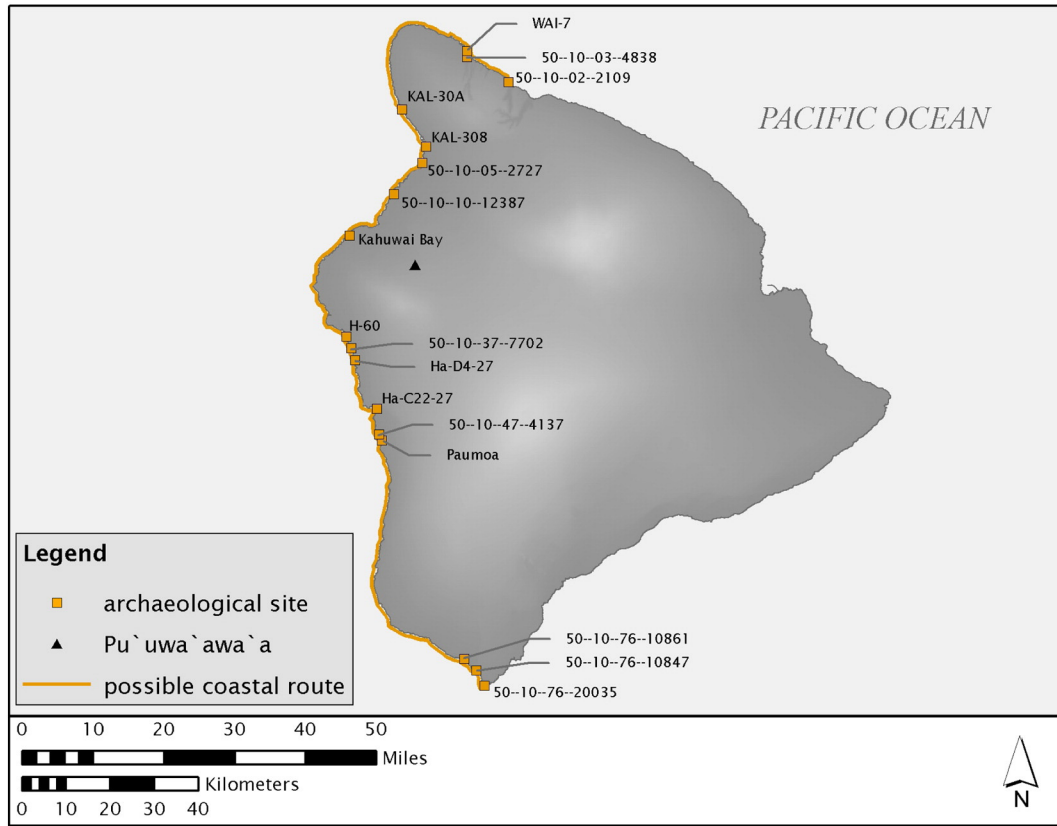 WAI-7
50--10--03--4838
50--10--02--2109
PACIFIC OCEAN
KAL-30A
KAL-308
50--10--05--2727
50--10--10--12387
Kahuwai Bay
H-60
50--10--37--7702
Ha-D4-27
Ha-C22-27
50--10--47--4137
Paumoa
Legend
archaeological site
Pu`uwa`awa`a
possible coastal route
50--10--76--10861
50--10--76--10847
50--10--76--20035
0 10 20 30 40 50
Miles
Kilometers
0 10 20 30 40
N